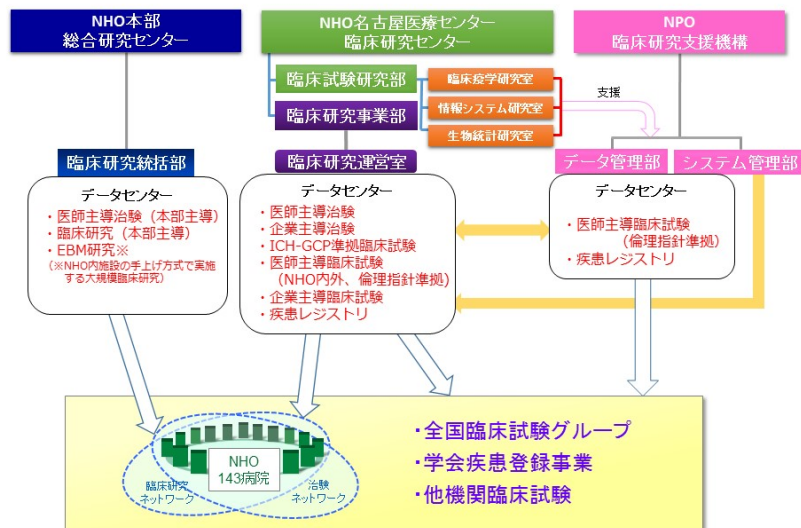 NHO本部
総合研究センター
NHO名古屋医療センター
臨床研究センター
NPO
臨床研究支援機構
臨床試験研究部
臨床研究事業部
臨床疫学研究室
情報システム研究室
生物統計研究室
支援
臨床研究統括部
臨床研究運営室
データ管理部
システム管理部
データセンター
・医師主導治験（本部主導）
・臨床研究（本部主導）
・EBM研究※
（※NHO内施設の手上げ方式で実施
する大規模臨床研究）
データセンター
・医師主導治験
・企業主導治験
・ICH-GCP準拠臨床試験
・医師主導臨床試験
（NHO内外、倫理指針準拠）
・企業主導臨床試験
・疾患レジストリ
データセンター
・医師主導臨床試験
（倫理指針準拠）
・疾患レジストリ
NHO
143病院
臨床研究
ネットワーク
治験
ネットワーク
・全国臨床試験グループ
・学会疾患登録事業
・他機関臨床試験